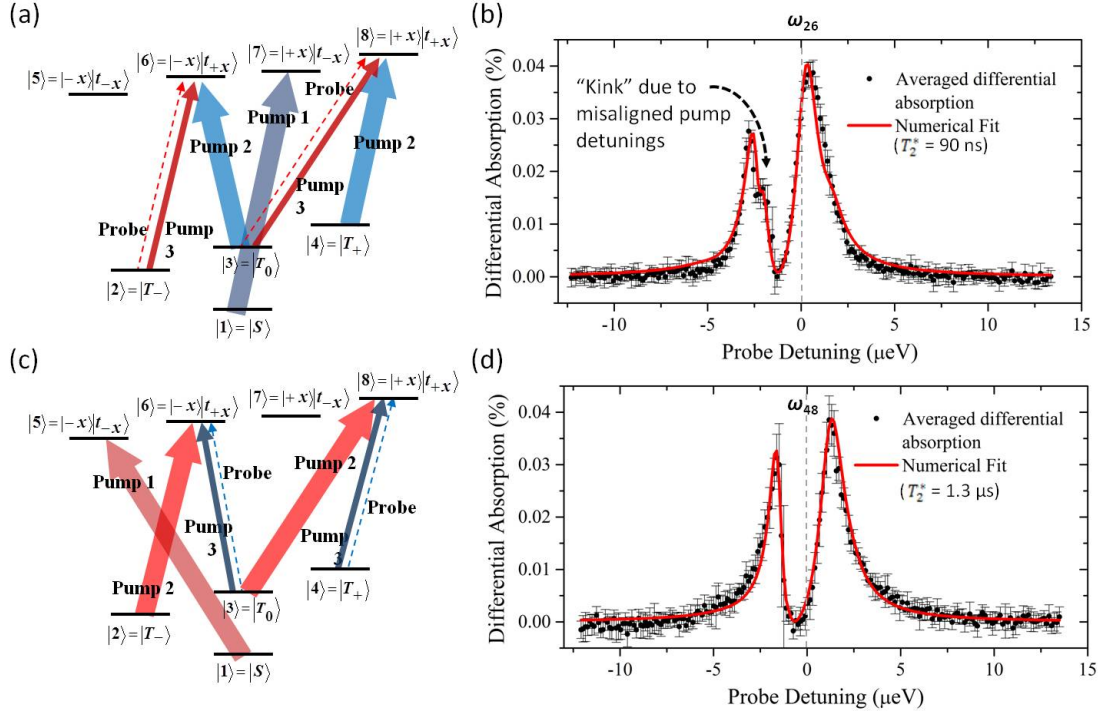 (a)
|5⟩=|−x⟩|t₋ₓ⟩
|6⟩=|−x⟩|t₊ₓ⟩
|7⟩=|+x⟩|t₋ₓ⟩
|8⟩=|+x⟩|t₊ₓ⟩
Probe
Pump 1
Pump 2
Pump 2
Probe
Pump
3
Pump
3
|4⟩=|T₊⟩
|3⟩=|T₀⟩
|2⟩=|T₋⟩
|1⟩=|S⟩
(b)
ω₂₆
Differential Absorption (%)
0.04
0.03
0.02
0.01
0.00
“Kink” due to
misaligned pump
detunings
Averaged differential
absorption
Numerical Fit
(T₂* = 90 ns)
-10
-5
0
5
10
15
Probe Detuning (μeV)
(c)
|5⟩=|−x⟩|t₋ₓ⟩
|6⟩=|−x⟩|t₊ₓ⟩
|7⟩=|+x⟩|t₋ₓ⟩
|8⟩=|+x⟩|t₊ₓ⟩
Pump 1
Probe
Pump 2
Pump
3
Probe
Pump
3
Pump 2
|4⟩=|T₊⟩
|3⟩=|T₀⟩
|2⟩=|T₋⟩
|1⟩=|S⟩
(d)
ω₄₈
Differential Absorption (%)
0.04
0.03
0.02
0.01
0.00
Averaged differential
absorption
Numerical Fit
(T₂* = 1.3 μs)
-10
-5
0
5
10
15
Probe Detuning (μeV)